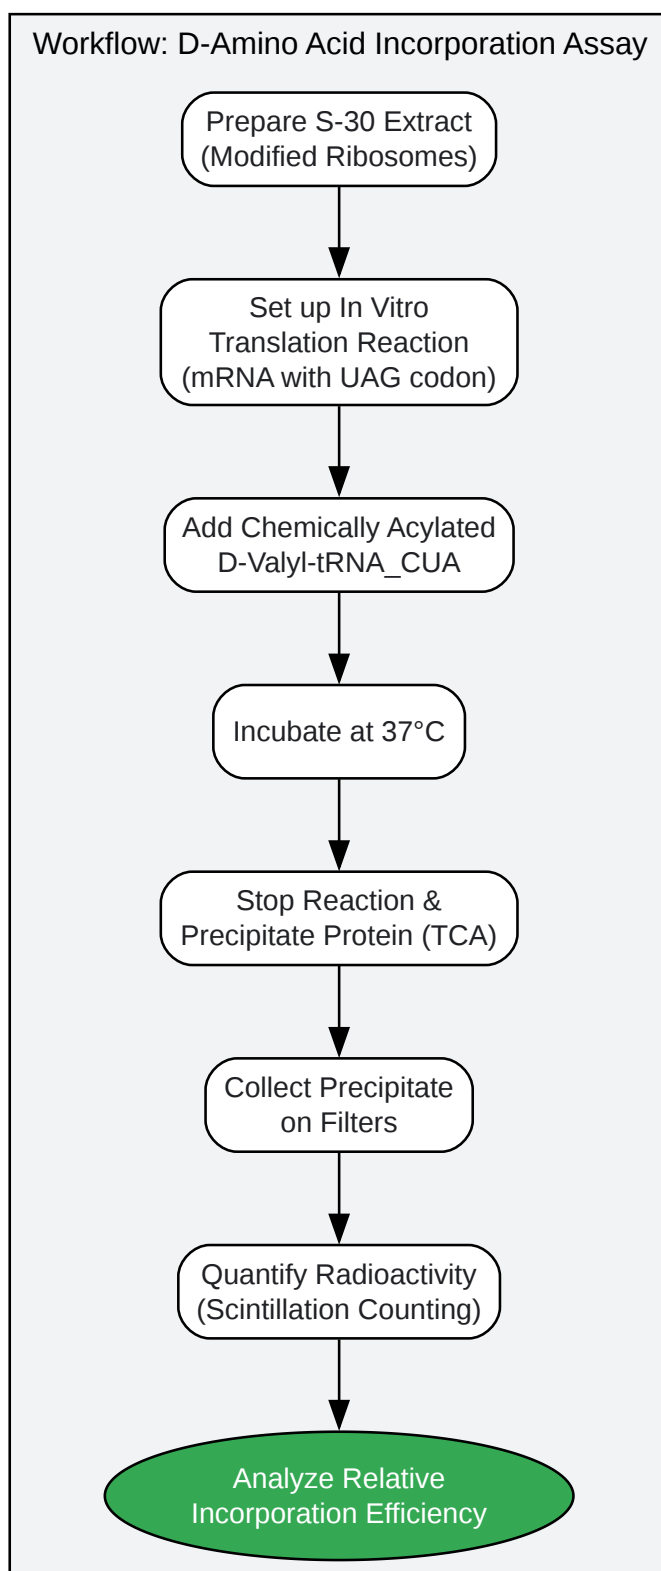 Workflow: D-Amino Acid Incorporation Assay
Prepare S-30 Extract
(Modified Ribosomes)
Set up In Vitro
Translation Reaction
(mRNA with UAG codon)
Add Chemically Acylated
D-Valyl-tRNA_CUA
Incubate at 37°C
Stop Reaction &
Precipitate Protein (TCA)
Collect Precipitate
on Filters
Quantify Radioactivity
(Scintillation Counting)
Analyze Relative
Incorporation Efficiency